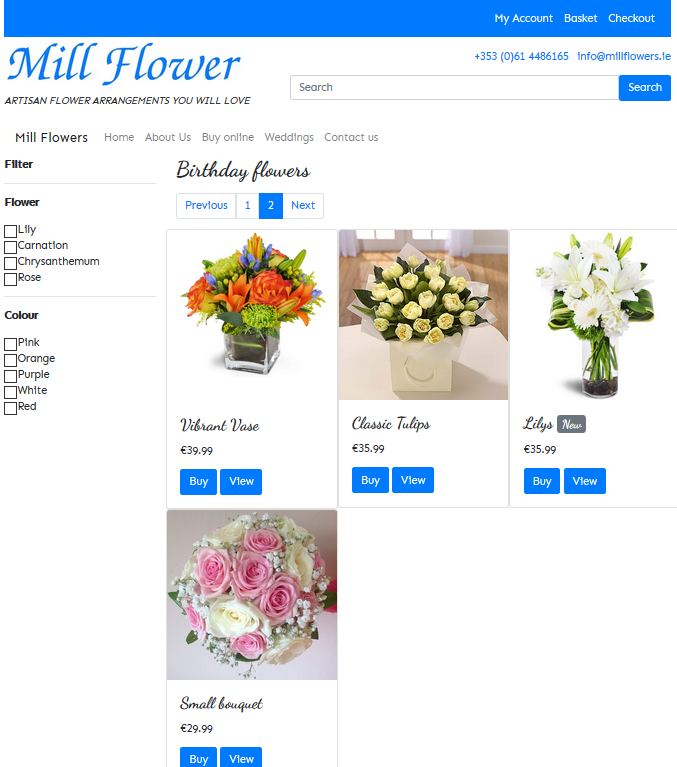 My Account Basket Checkout
Mill Flower
+353 (0)61 4486165 info@millflowers.ie
Search Search
ARTISAN FLOWER ARRANGEMENTS YOU WILL LOVE
Mill Flowers Home About Us Buy online Weddings Contact us
Filter
Flower
Lily
Carnation
Chrysanthemum
Rose
Colour
Pink
Orange
Purple
White
Red
Birthday flowers
Previous 1 2 Next
Vibrant Vase
€39.99
Buy View
Classic Tulips
€35.99
Buy View
Lilys New
€35.99
Buy View
Small bouquet
€29.99
Buy View